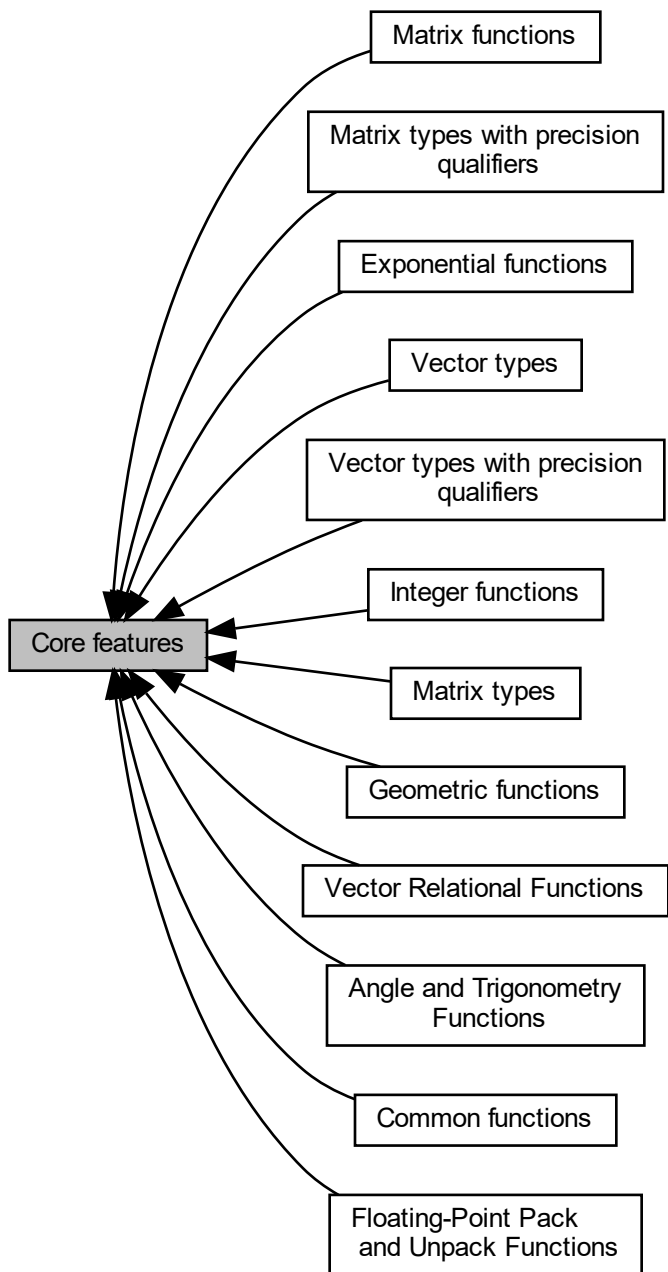 Matrix functions
Matrix types with precision
qualifiers
Exponential functions
Vector types
Vector types with precision
qualifiers
Integer functions
Core features
Matrix types
Geometric functions
Vector Relational Functions
Angle and Trigonometry
Functions
Common functions
Floating-Point Pack
and Unpack Functions